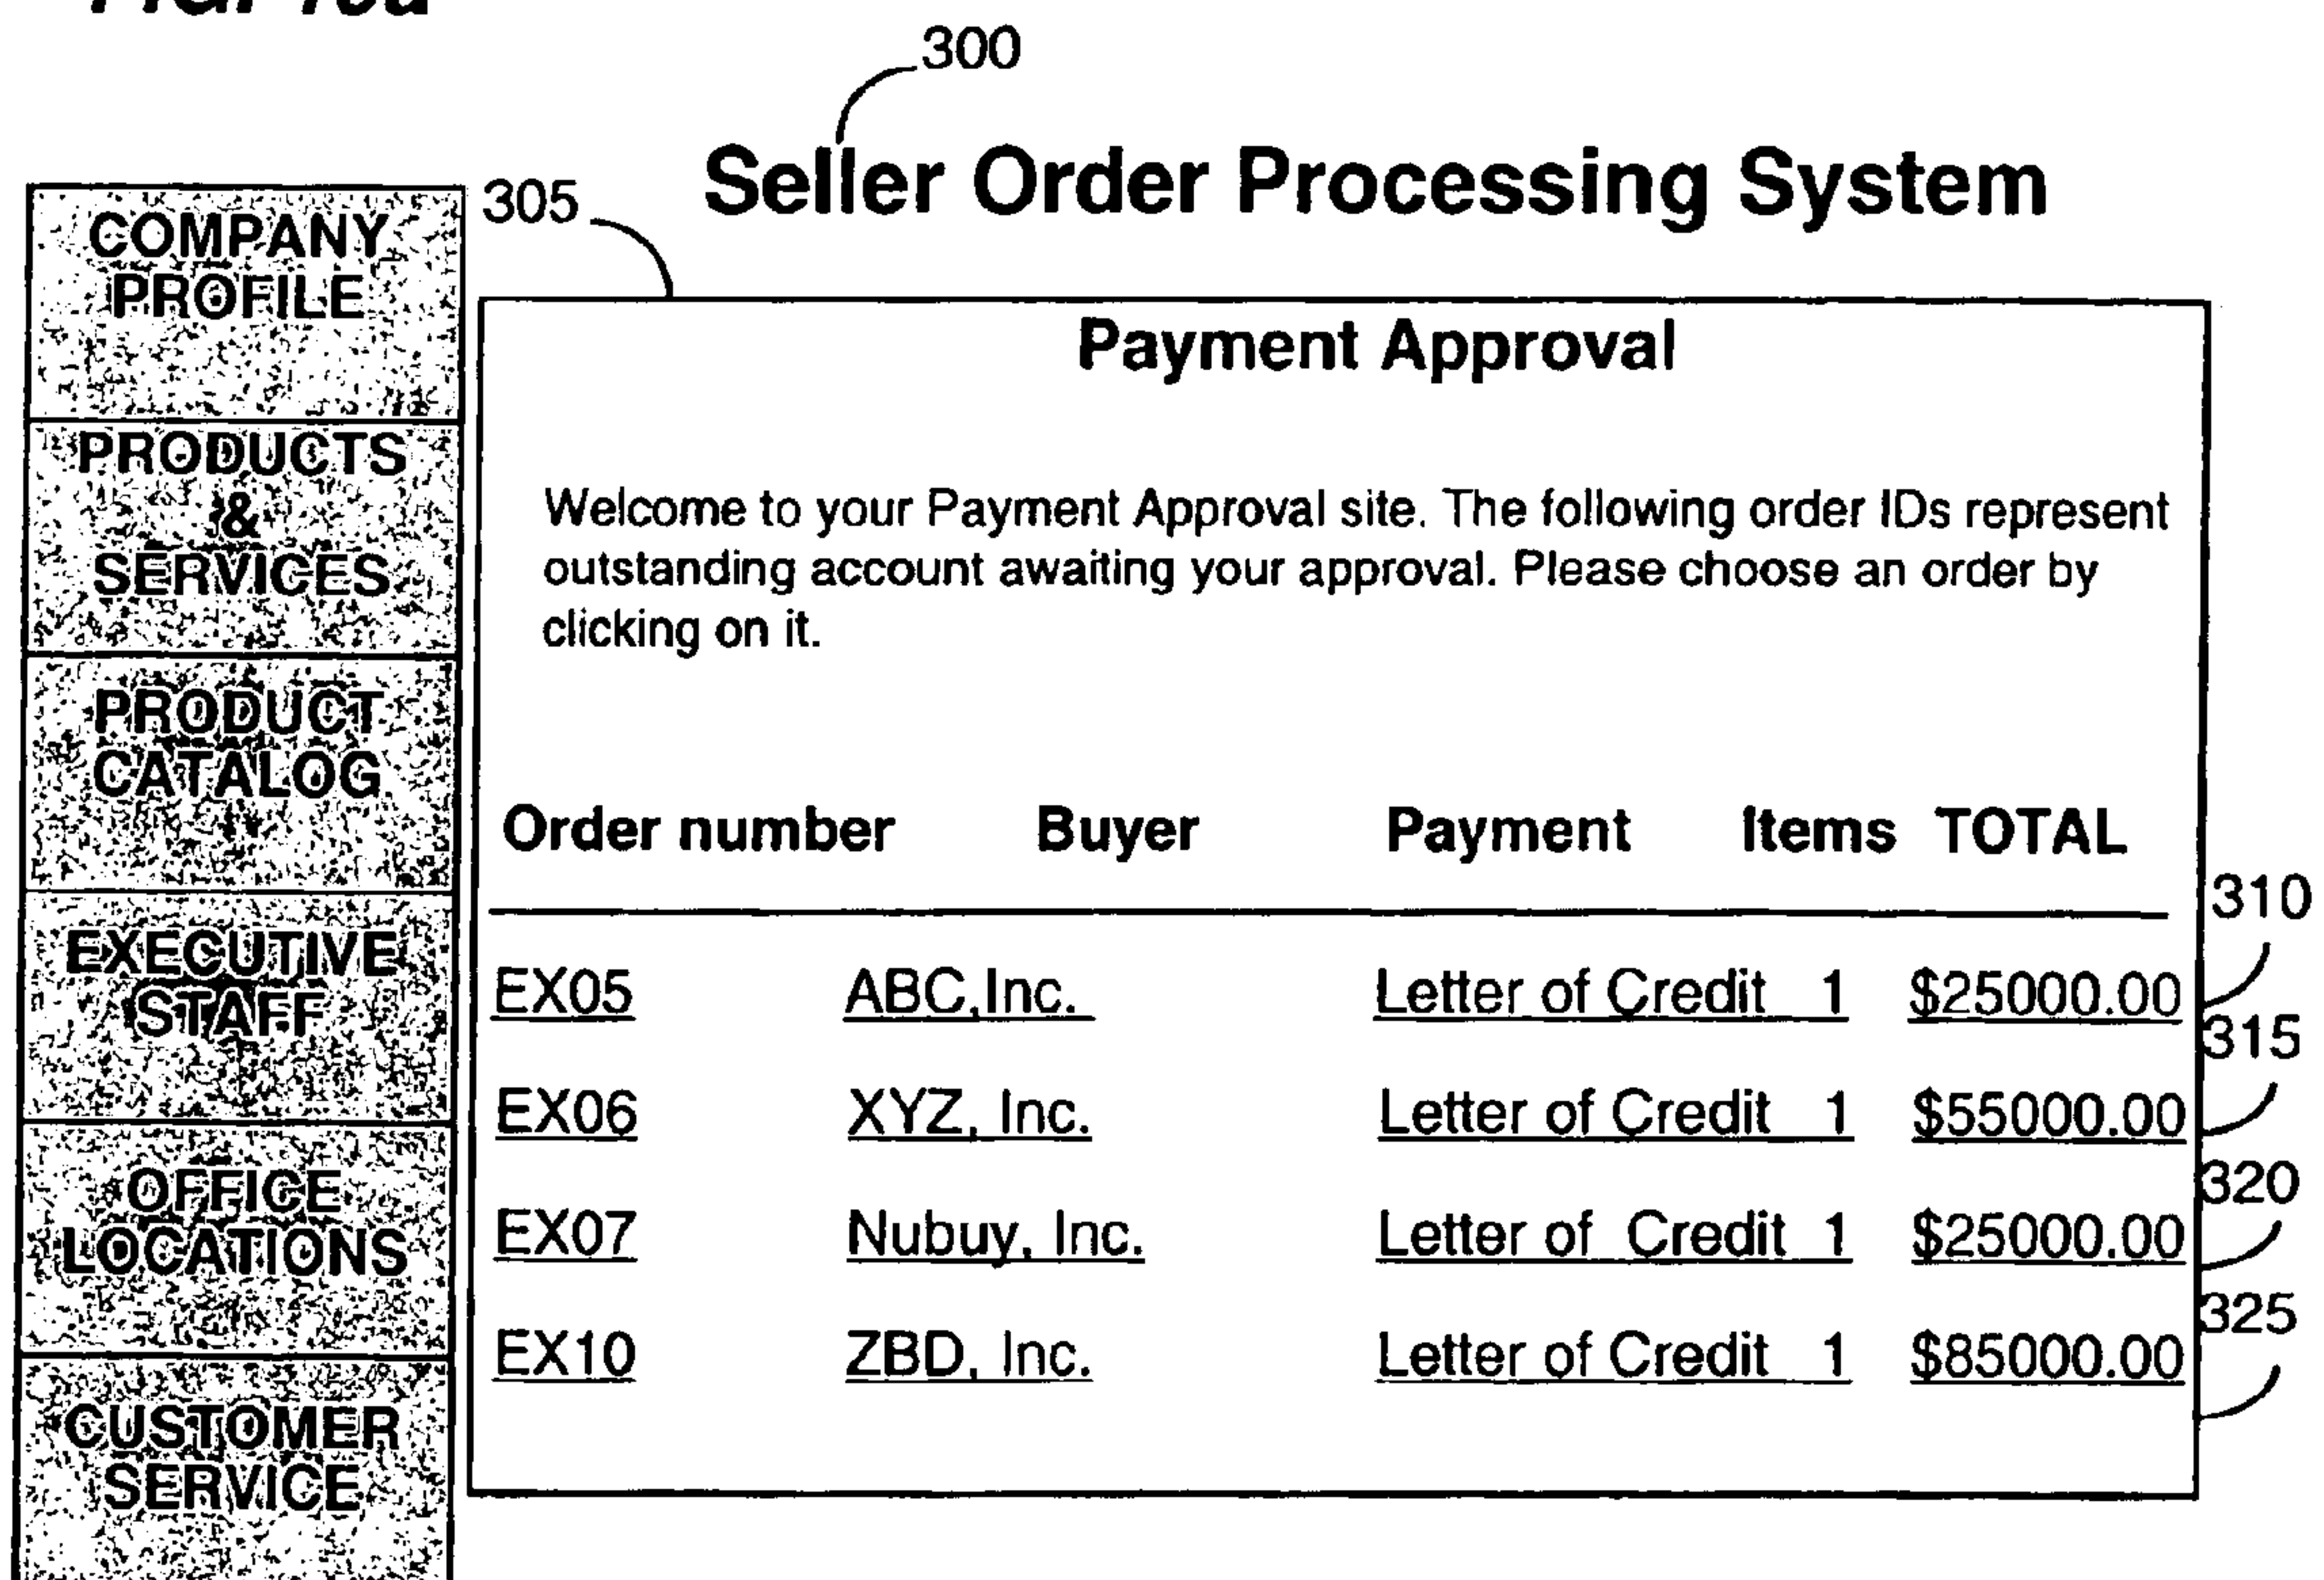 300
Seller Order Processing System
305
COMPANY
PROFILE
PRODUCTS
&
SERVICES
PRODUCT
CATALOG
EXECUTIVE
STAFF
OFFICE
LOCATIONS
CUSTOMER
SERVICE
Payment Approval
Welcome to your Payment Approval site. The following order IDs represent
outstanding account awaiting your approval. Please choose an order by
clicking on it.
Order number Buyer Payment Items TOTAL
310
EX05 ABC,Inc. Letter of Credit 1 $25000.00
315
EX06 XYZ, Inc. Letter of Credit 1 $55000.00
320
EX07 Nubuy, Inc. Letter of Credit 1 $25000.00
325
EX10 ZBD, Inc. Letter of Credit 1 $85000.00